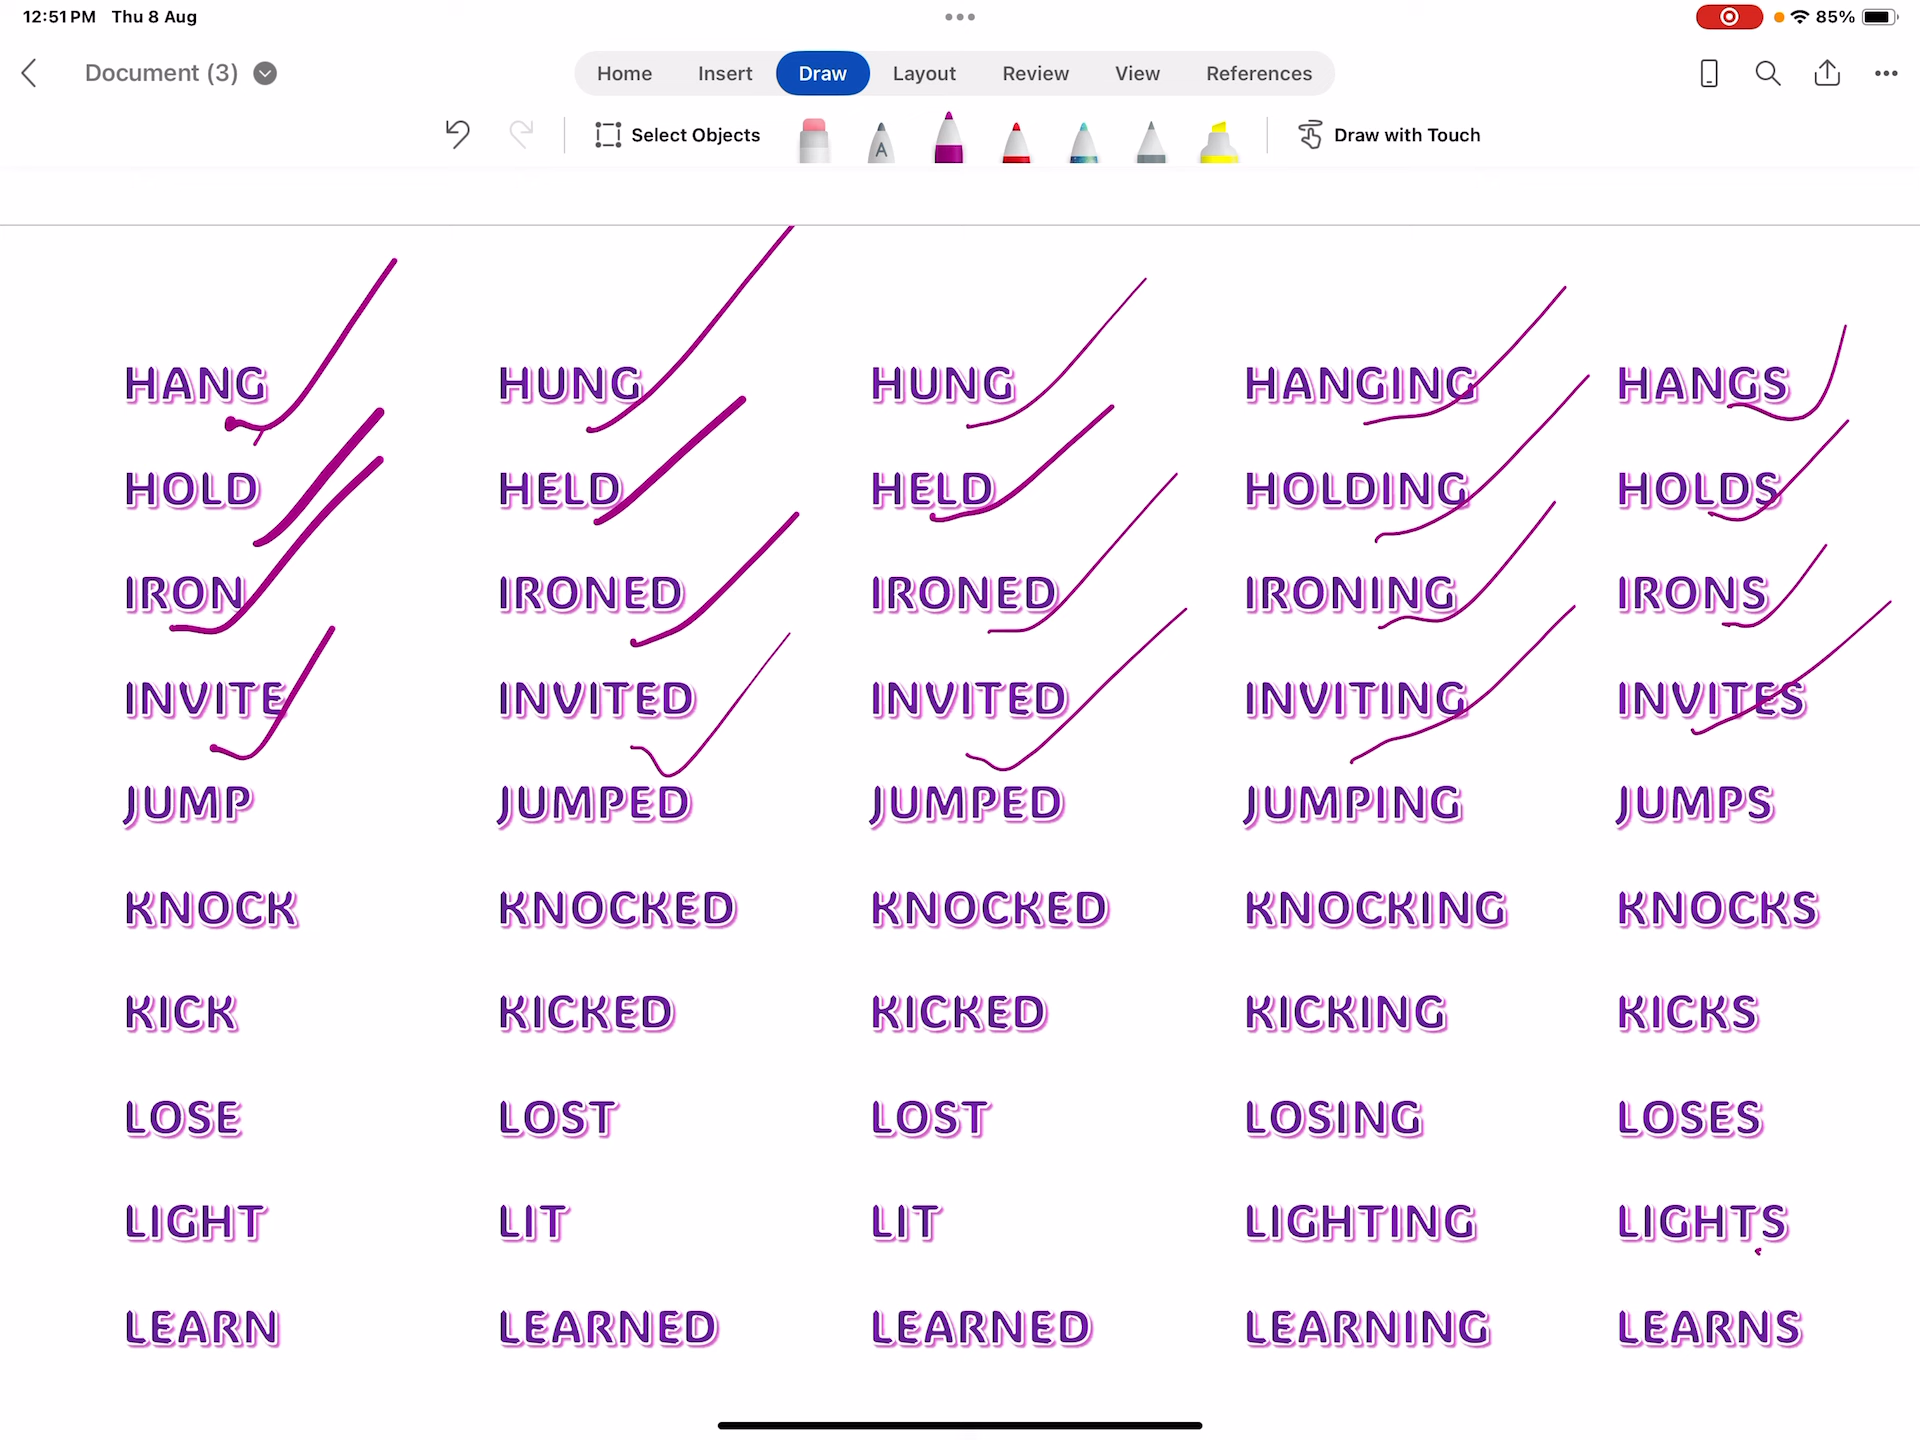 12:51 PM Thu 8 Aug 85%
Document (3) Home Insert Draw Layout Review View References
Select Objects A Draw with Touch
HANG HUNG HUNG HANGING HANGS
HOLD HELD HELD HOLDING HOLDS
IRON IRONED IRONED IRONING IRONS
INVITE INVITED INVITED INVITING INVITES
JUMP JUMPED JUMPED JUMPING JUMPS
KNOCK KNOCKED KNOCKED KNOCKING KNOCKS
KICK KICKED KICKED KICKING KICKS
LOSE LOST LOST LOSING LOSES
LIGHT LIT LIT LIGHTING LIGHTS
LEARN LEARNED LEARNED LEARNING LEARNS